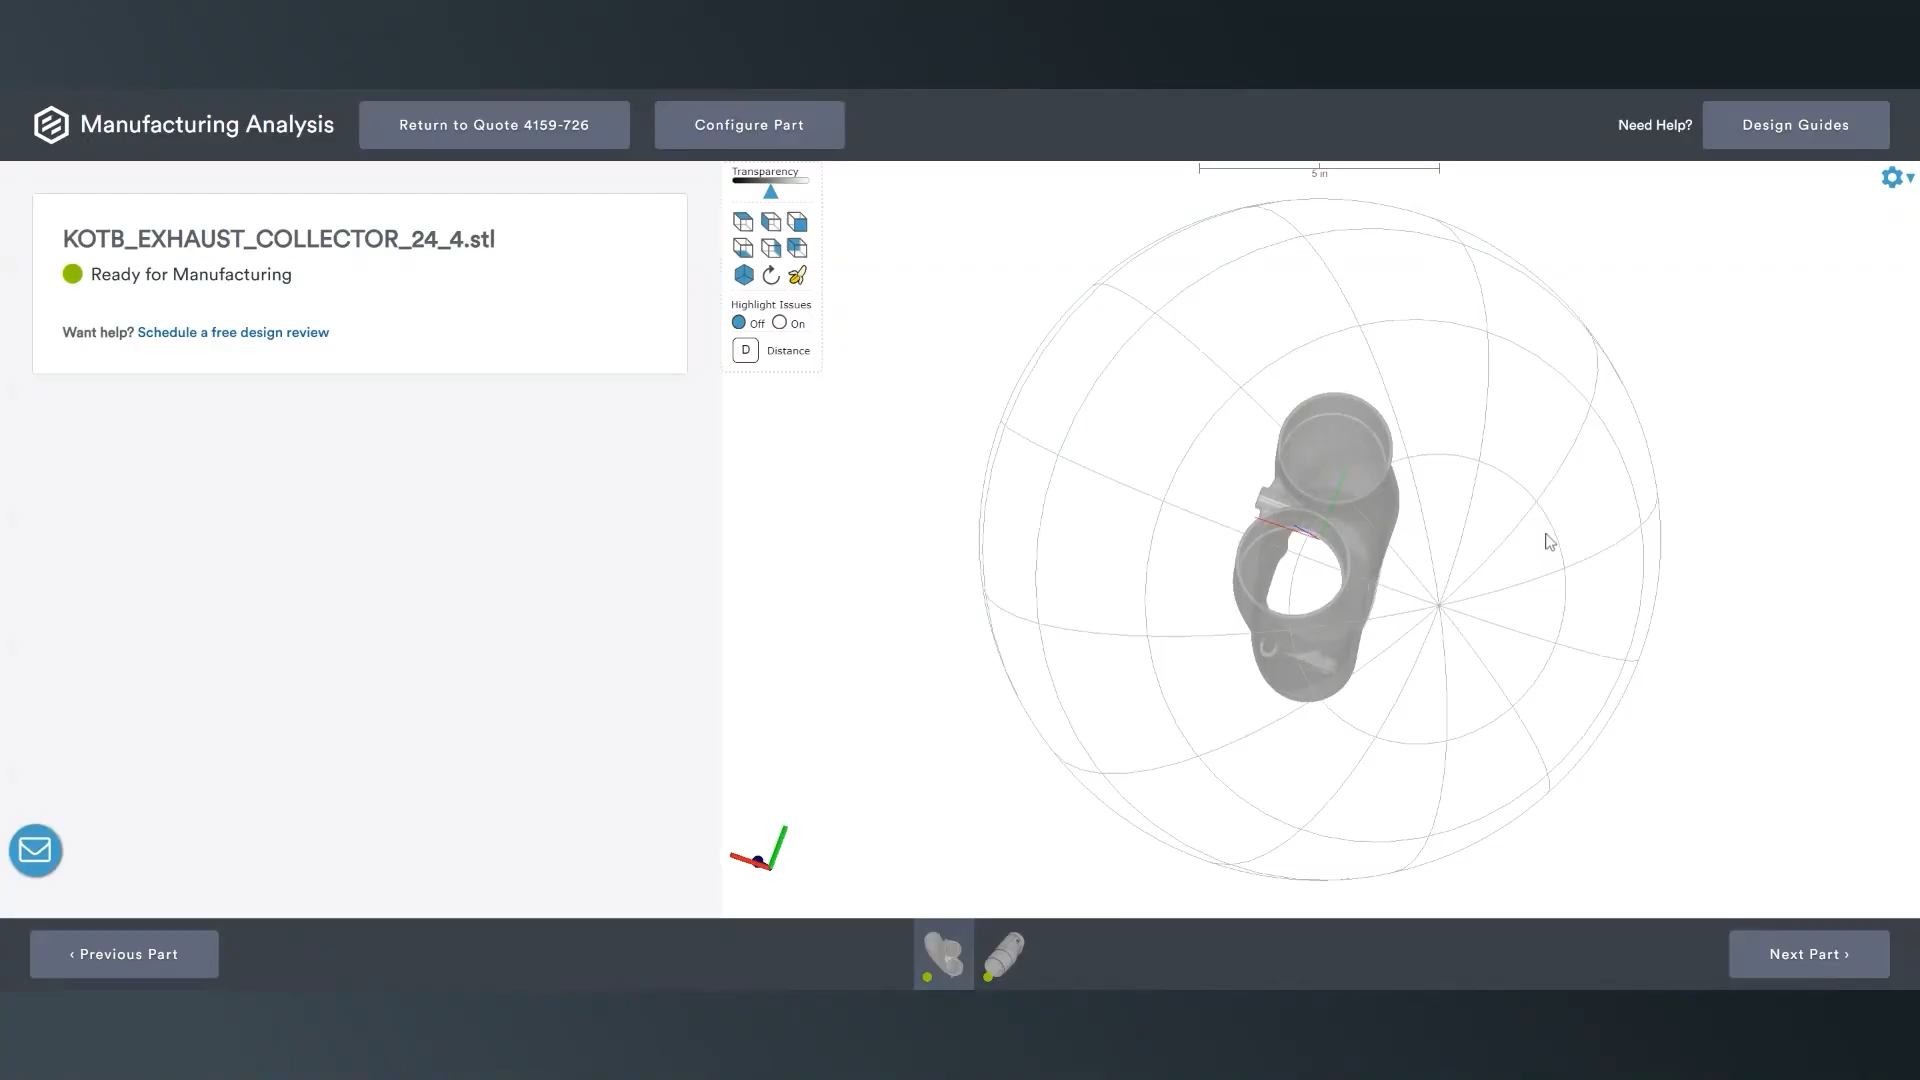 Manufacturing Analysis
Return to Quote 4159-726
Configure Part
Need Help?
Design Guides
KOTB_EXHAUST_COLLECTOR_24_4.stl
Ready for Manufacturing
Want help? Schedule a free design review
Transparency
Highlight Issues
Off On
D Distance
5 in
‹ Previous Part
Next Part ›